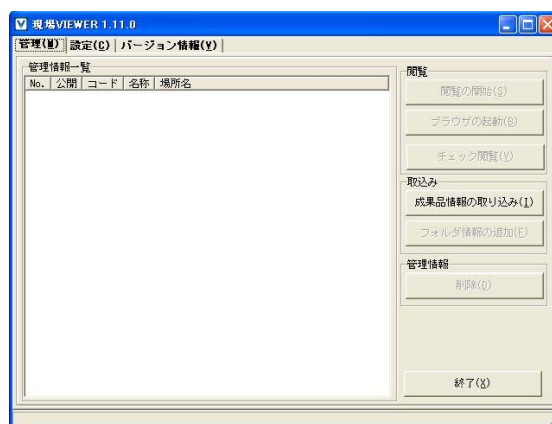 現場VIEWER 1.11.0
管理(M) 設定(C) バージョン情報(V)
管理情報一覧
No. 公開 コード 名称 場所名
閲覧
閲覧の開始(S)
ブラウザの起動(B)
チェック閲覧(V)
取込み
成果品情報の取り込み(I)
フォルダ情報の追加(F)
管理情報
削除(D)
終了(X)